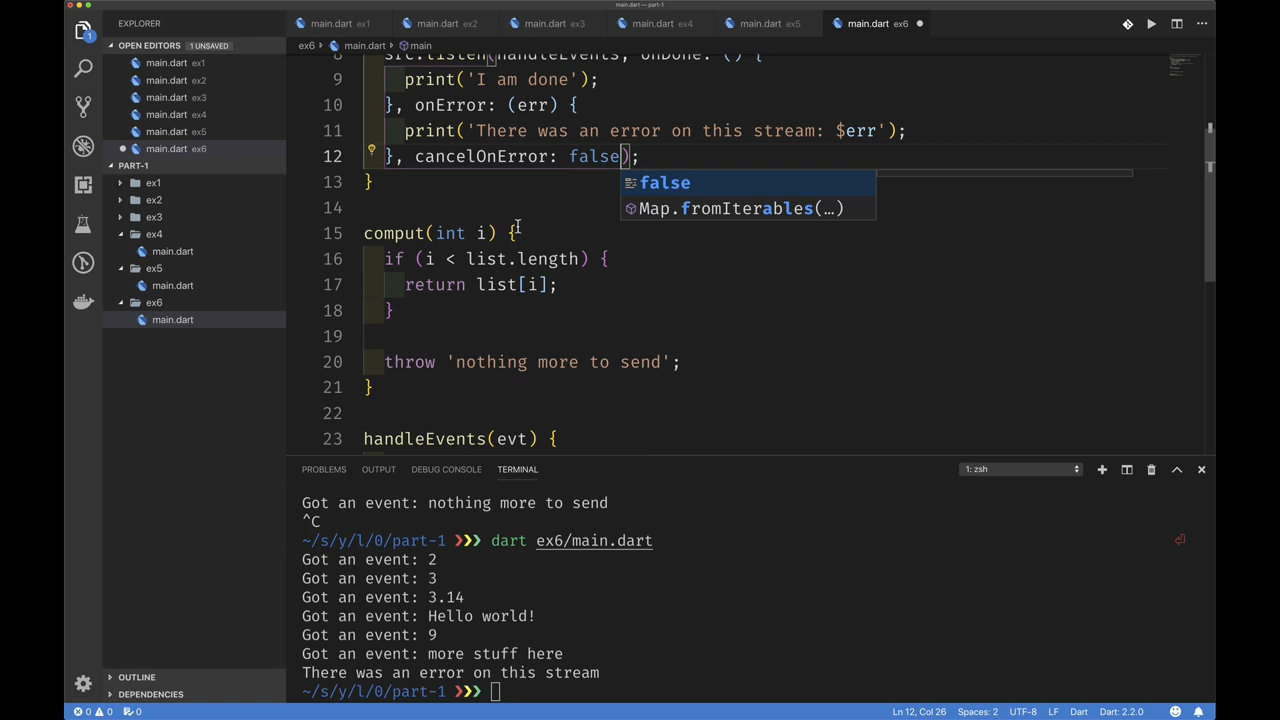 main.dart — part-1
EXPLORER
main.dart ex1
main.dart ex2
main.dart ex3
main.dart ex4
main.dart ex5
main.dart ex6
OPEN EDITORS 1 UNSAVED
ex6 main.dart main
main.dart ex1
main.dart ex2
main.dart ex3
main.dart ex4
main.dart ex5
main.dart ex6
PART-1
ex1
ex2
ex3
ex4
main.dart
ex5
main.dart
ex6
main.dart
OUTLINE
DEPENDENCIES
1
8 src.listen(handleEvents, onDone: () {
9 print('I am done');
10 }, onError: (err) {
11 print('There was an error on this stream: $err');
12 }, cancelOnError: false);
13 }
false
Map.fromIterables(…)
14
15 comput(int i) {
16 if (i < list.length) {
17 return list[i];
18 }
19
20 throw 'nothing more to send';
21 }
22
23 handleEvents(evt) {
PROBLEMS OUTPUT DEBUG CONSOLE TERMINAL 1: zsh
Got an event: nothing more to send
^C
~/s/y/l/0/part-1 ❯❯❯ dart ex6/main.dart
Got an event: 2
Got an event: 3
Got an event: 3.14
Got an event: Hello world!
Got an event: 9
Got an event: more stuff here
There was an error on this stream
~/s/y/l/0/part-1 ❯❯❯
0 0 0 Ln 12, Col 26 Spaces: 2 UTF-8 LF Dart Dart: 2.2.0